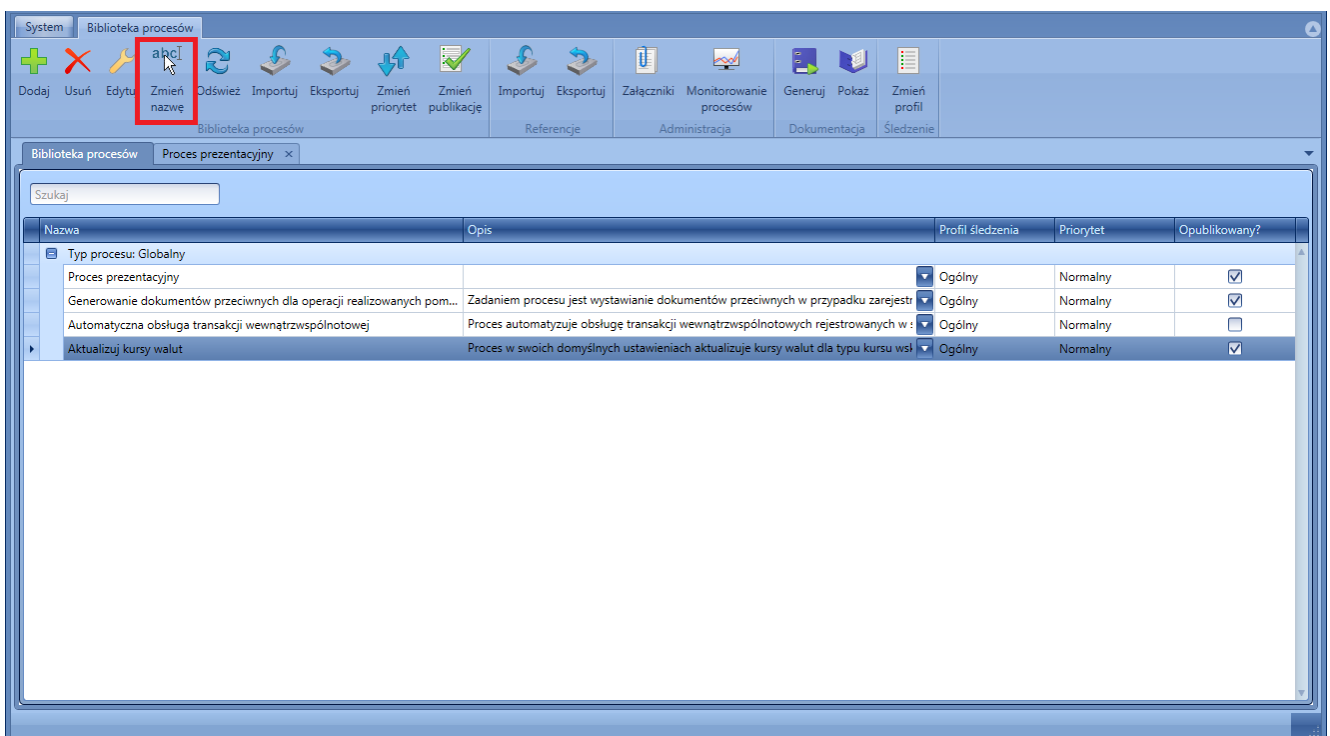 System Biblioteka procesów
abc
Dodaj Usuń Edytu Zmień nazwę Odśwież Importuj Eksportuj Zmień priorytet Zmień publikację Importuj Eksportuj Załączniki Monitorowanie procesów Generuj Pokaż Zmień profil
Biblioteka procesów Referencje Administracja Dokumentacja Śledzenie
Biblioteka procesów Proces prezentacyjny ×
Szukaj
Nazwa Opis Profil śledzenia Priorytet Opublikowany?
Typ procesu: Globalny
Proces prezentacyjny Ogólny Normalny
Generowanie dokumentów przeciwnych dla operacji realizowanych pom... Zadaniem procesu jest wystawianie dokumentów przeciwnych w przypadku zarejestr Ogólny Normalny
Automatyczna obsługa transakcji wewnątrzwspólnotowej Proces automatyzuje obsługę transakcji wewnątrzwspólnotowych rejestrowanych w Ogólny Normalny
Aktualizuj kursy walut Proces w swoich domyślnych ustawieniach aktualizuje kursy walut dla typu kursu wsk Ogólny Normalny